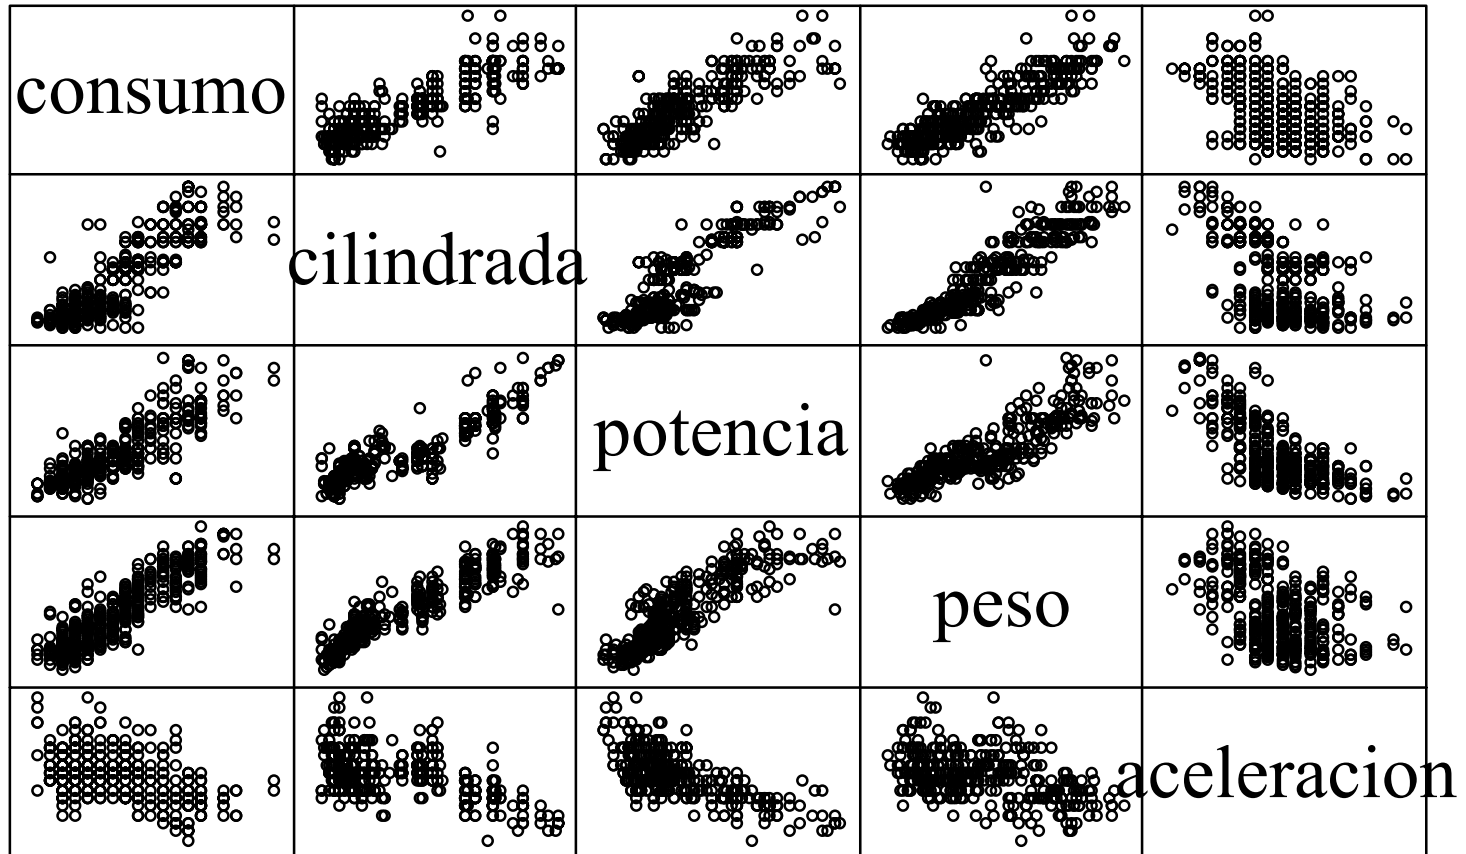 consumo
cilindrada
potencia
peso
aceleracion